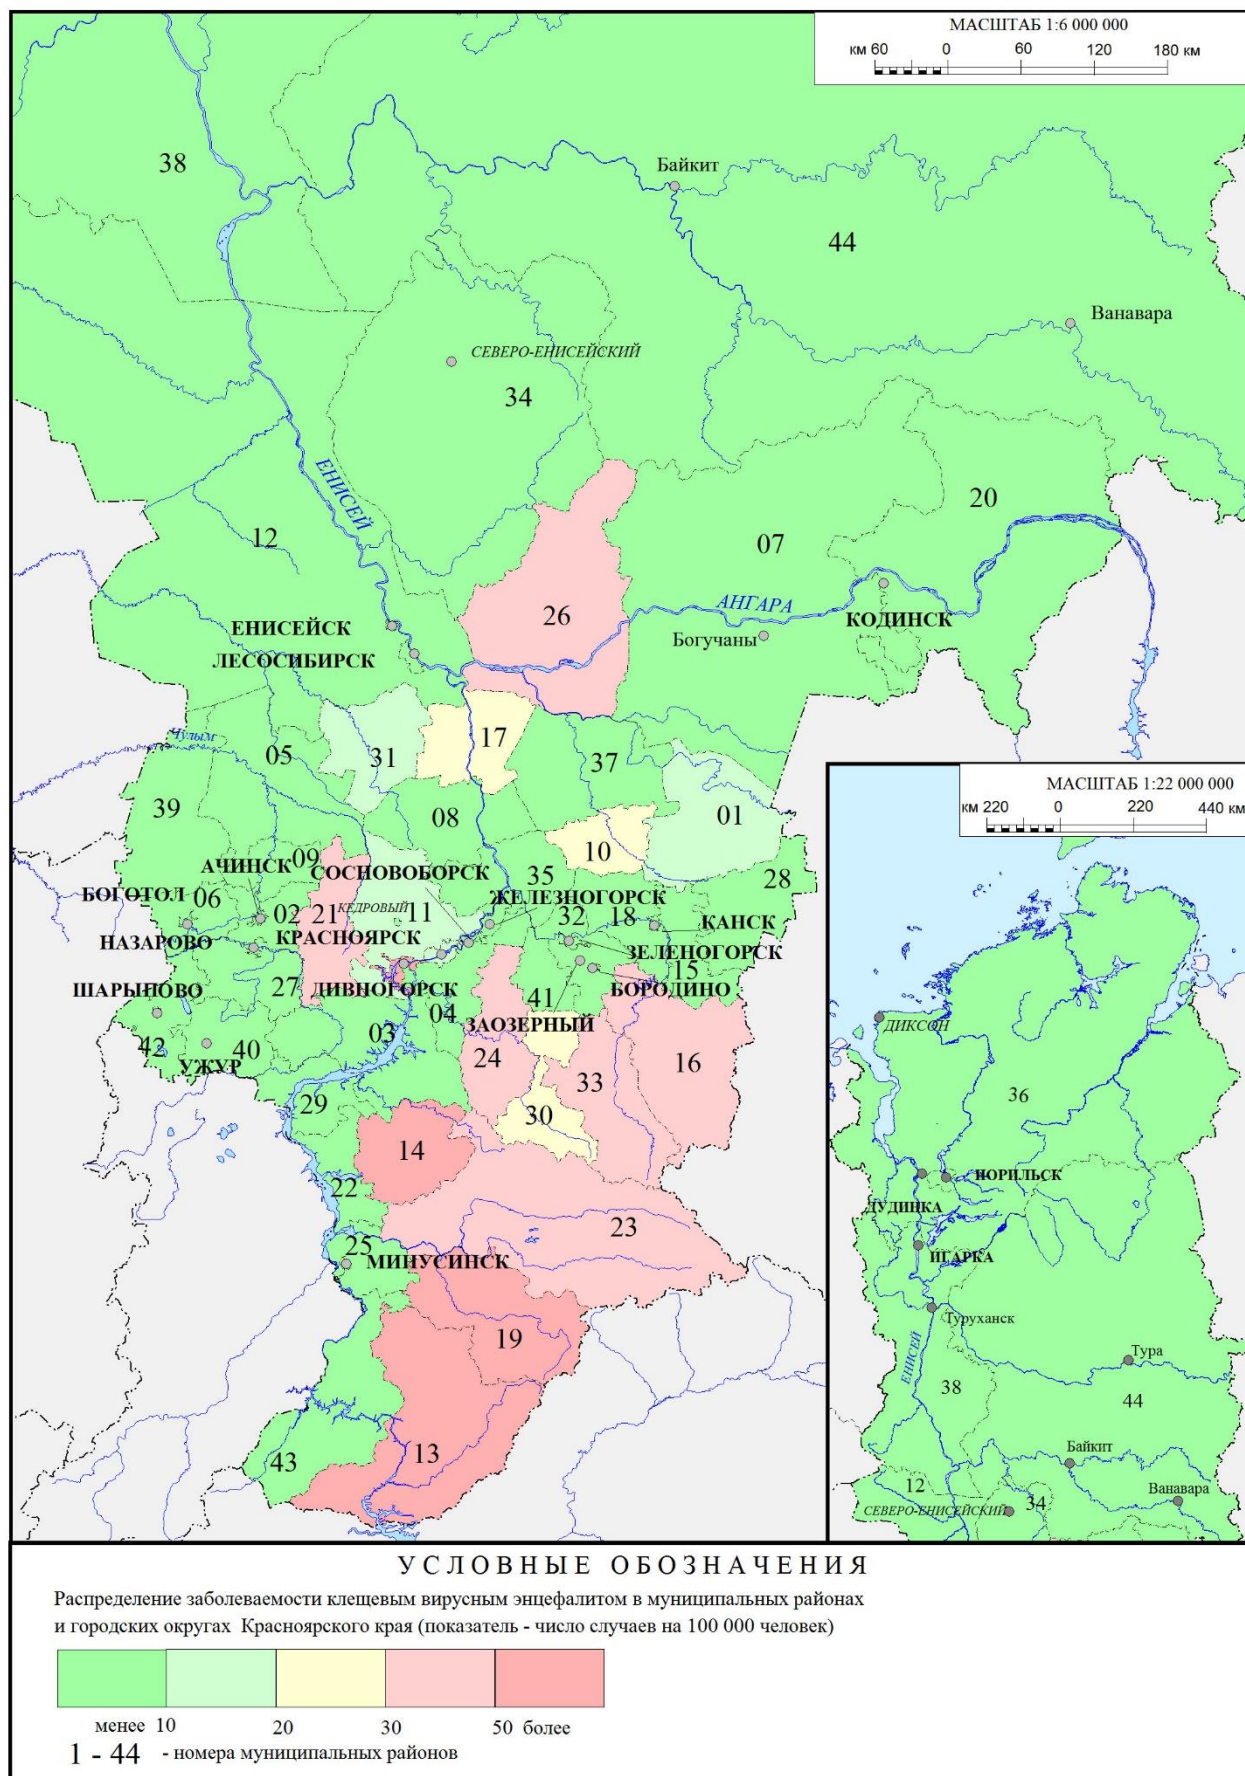 МАСШТАБ 1:6 000 000
км 60 0 60 120 180 км
38
Байкит
44
Ванавара
СЕВЕРО-ЕНИСЕЙСКИЙ
34
ЕНИСЕЙ
20
12
07
26
АНГАРА
КОДИНСК
ЕНИСЕЙСК
Богучаны
ЛЕСОСИБИРСК
Чулым
17
05
31
37
39
08
01
10
09
АЧИНСК
СОСНОВОБОРСК
35
28
БОГОТОЛ
06
ЖЕЛЕЗНОГОРСК
02
21
КЕДРОВЫЙ
11
32
18
КАНСК
НАЗАРОВО
КРАСНОЯРСК
ЗЕЛЕНОГОРСК
15
ШАРЫПОВО
27
ДИВНОГОРСК
41
БОРОДИНО
04
ЗАОЗЕРНЫЙ
03
42
40
УЖУР
24
33
16
29
30
14
22
23
25
МИНУСИНСК
19
13
43
МАСШТАБ 1:22 000 000
км 220 0 220 440 км
ДИКСОН
36
НОРИЛЬСК
ДУДИНКА
ИГАРКА
Туруханск
ЕНИСЕЙ
Тура
38
44
Байкит
12
34
Ванавара
СЕВЕРО-ЕНИСЕЙСКИЙ
УСЛОВНЫЕ ОБОЗНАЧЕНИЯ
Распределение заболеваемости клещевым вирусным энцефалитом в муниципальных районах
и городских округах Красноярского края (показатель - число случаев на 100 000 человек)
менее 10 20 30 50 более
1 - 44 - номера муниципальных районов